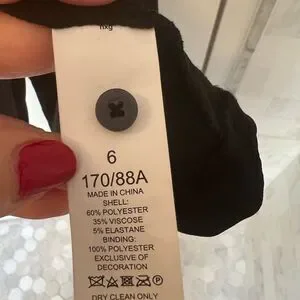 6
170/88A
MADE IN CHINA
SHELL:
60% POLYESTER
35% VISCOSE
5% ELASTANE
BINDING:
100% POLYESTER
EXCLUSIVE OF
DECORATION
DRY CLEAN ONLY